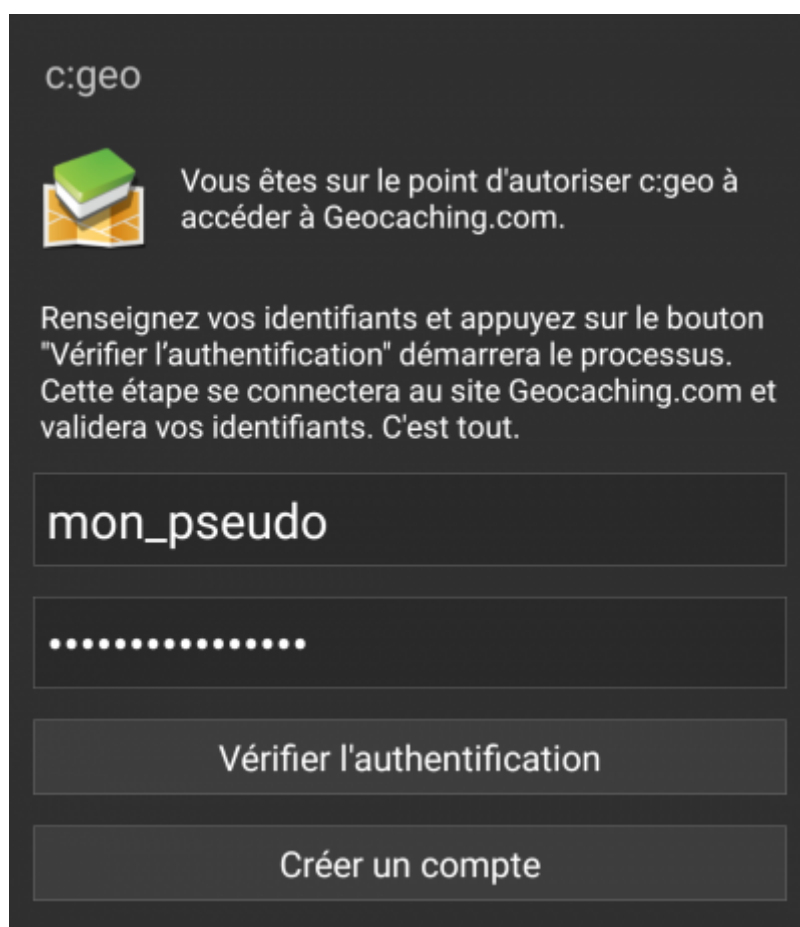 c:geo
Vous êtes sur le point d'autoriser c:geo à
accéder à Geocaching.com.
Renseignez vos identifiants et appuyez sur le bouton
"Vérifier l’authentification" démarrera le processus.
Cette étape se connectera au site Geocaching.com et
validera vos identifiants. C'est tout.
mon_pseudo
••••••••••••••••
Vérifier l'authentification
Créer un compte